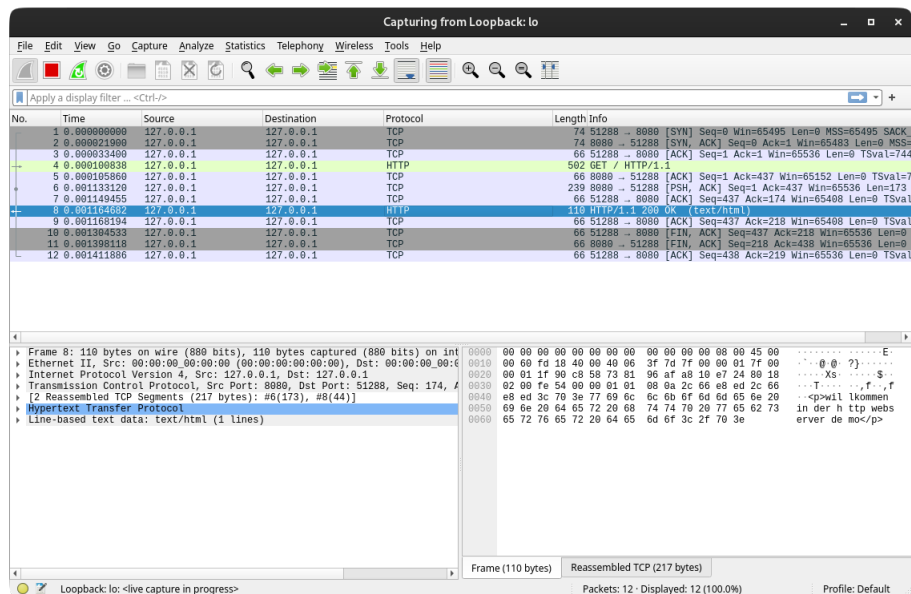 Capturing from Loopback: lo
File Edit View Go Capture Analyze Statistics Telephony Wireless Tools Help
Apply a display filter ... <Ctrl-/>
No. Time Source Destination Protocol Length Info
1 0.000000000 127.0.0.1 127.0.0.1 TCP 74 51288 → 8080 [SYN] Seq=0 Win=65495 Len=0 MSS=65495 SACK_
2 0.000021900 127.0.0.1 127.0.0.1 TCP 74 8080 → 51288 [SYN, ACK] Seq=0 Ack=1 Win=65483 Len=0 MSS=
3 0.000033400 127.0.0.1 127.0.0.1 TCP 66 51288 → 8080 [ACK] Seq=1 Ack=1 Win=65536 Len=0 TSval=744
4 0.000100838 127.0.0.1 127.0.0.1 HTTP 502 GET / HTTP/1.1
5 0.000105860 127.0.0.1 127.0.0.1 TCP 66 8080 → 51288 [ACK] Seq=1 Ack=437 Win=65152 Len=0 TSval=7
6 0.001133120 127.0.0.1 127.0.0.1 TCP 239 8080 → 51288 [PSH, ACK] Seq=1 Ack=437 Win=65536 Len=173
7 0.001149455 127.0.0.1 127.0.0.1 TCP 66 51288 → 8080 [ACK] Seq=437 Ack=174 Win=65408 Len=0 TSval
8 0.001164682 127.0.0.1 127.0.0.1 HTTP 110 HTTP/1.1 200 OK (text/html)
9 0.001168194 127.0.0.1 127.0.0.1 TCP 66 51288 → 8080 [ACK] Seq=437 Ack=218 Win=65408 Len=0 TSval
10 0.001304533 127.0.0.1 127.0.0.1 TCP 66 51288 → 8080 [FIN, ACK] Seq=437 Ack=218 Win=65536 Len=0
11 0.001398118 127.0.0.1 127.0.0.1 TCP 66 8080 → 51288 [FIN, ACK] Seq=218 Ack=438 Win=65536 Len=0
12 0.001411886 127.0.0.1 127.0.0.1 TCP 66 51288 → 8080 [ACK] Seq=438 Ack=219 Win=65536 Len=0 TSval
Frame 8: 110 bytes on wire (880 bits), 110 bytes captured (880 bits) on int
Ethernet II, Src: 00:00:00_00:00:00 (00:00:00:00:00:00), Dst: 00:00:00_00:0
Internet Protocol Version 4, Src: 127.0.0.1, Dst: 127.0.0.1
Transmission Control Protocol, Src Port: 8080, Dst Port: 51288, Seq: 174, A
[2 Reassembled TCP Segments (217 bytes): #6(173), #8(44)]
Hypertext Transfer Protocol
Line-based text data: text/html (1 lines)
0000 00 00 00 00 00 00 00 00 00 00 00 00 08 00 45 00 ········ ······E·
0010 00 60 fd 18 40 00 40 06 3f 7d 7f 00 00 01 7f 00 ·`··@·@· ?}······
0020 00 01 1f 90 c8 58 73 81 96 af a8 10 e7 24 80 18 ·····Xs· ·····$··
0030 02 00 fe 54 00 00 01 01 08 0a 2c 66 e8 ed 2c 66 ···T···· ··,f··,f
0040 e8 ed 3c 70 3e 77 69 6c 6c 6b 6f 6d 6d 65 6e 20 ··<p>wil lkommen
0050 69 6e 20 64 65 72 20 68 74 74 70 20 77 65 62 73 in der h ttp webs
0060 65 72 76 65 72 20 64 65 6d 6f 3c 2f 70 3e erver de mo</p>
Frame (110 bytes) Reassembled TCP (217 bytes)
Loopback: lo: <live capture in progress> Packets: 12 · Displayed: 12 (100.0%) Profile: Default